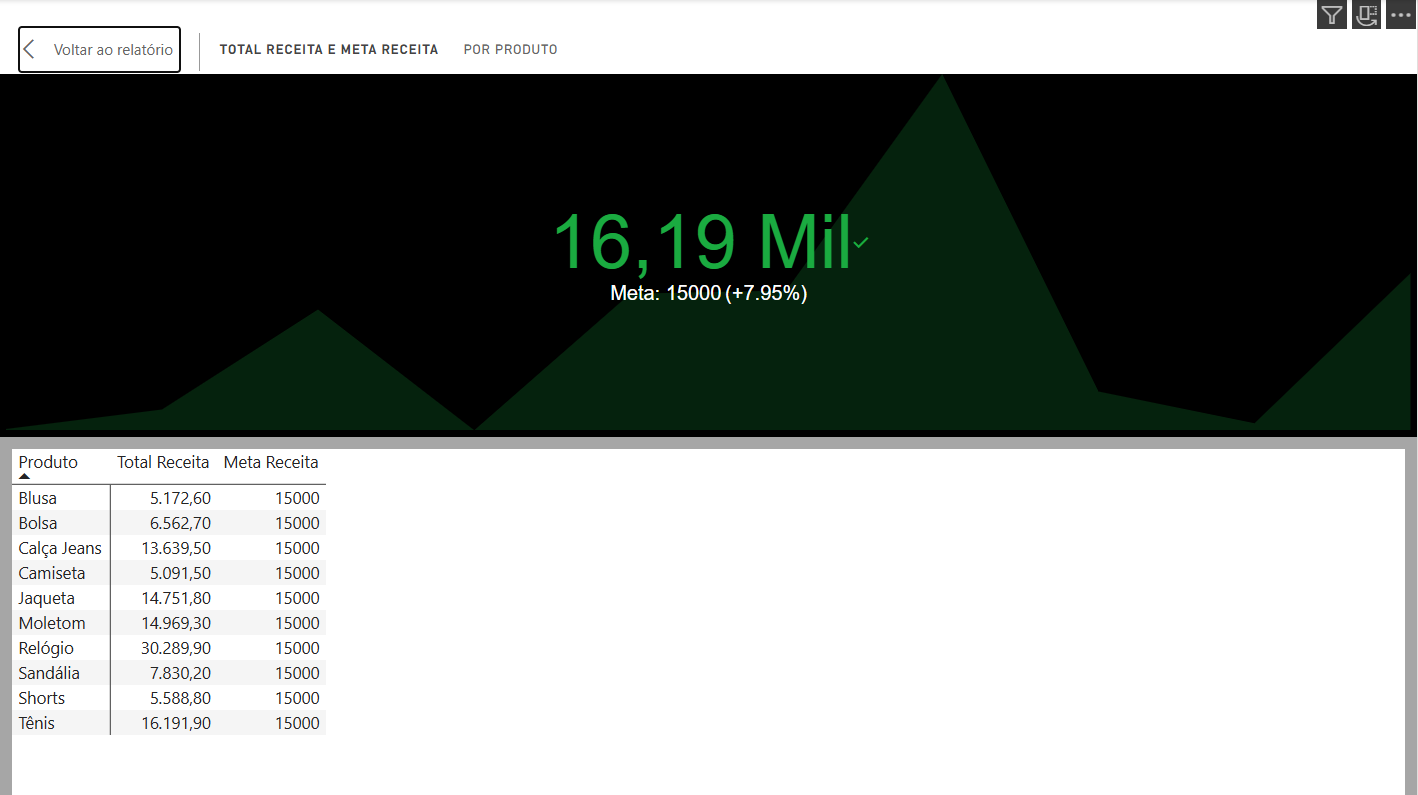 Voltar ao relatório
TOTAL RECEITA E META RECEITA POR PRODUTO
16,19 Mil
Meta: 15000 (+7.95%)
Produto Total Receita Meta Receita
Blusa 5.172,60 15000
Bolsa 6.562,70 15000
Calça Jeans 13.639,50 15000
Camiseta 5.091,50 15000
Jaqueta 14.751,80 15000
Moletom 14.969,30 15000
Relógio 30.289,90 15000
Sandália 7.830,20 15000
Shorts 5.588,80 15000
Tênis 16.191,90 15000